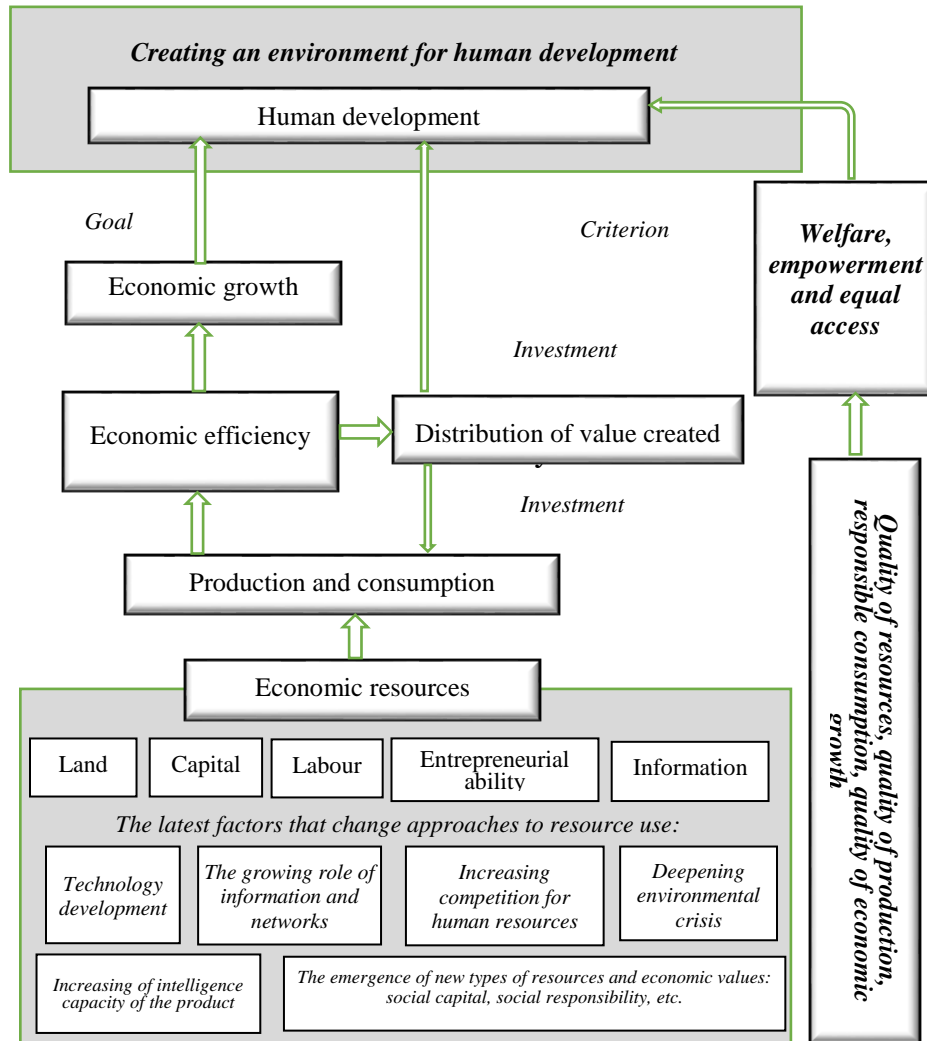 Creating an environment for human development
Human development
Goal
Criterion
Welfare,
empowerment
and equal
access
Economic growth
Investment
Economic efficiency
Distribution of value created
Investment
Production and consumption
Economic resources
Land
Capital
Labour
Entrepreneurial
ability
Information
The latest factors that change approaches to resource use:
Technology
development
The growing role of
information and
networks
Increasing
competition for
human resources
Deepening
environmental
crisis
Increasing of intelligence
capacity of the product
The emergence of new types of resources and economic values:
social capital, social responsibility, etc.
Quality of resources, quality of production,
responsible consumption, quality of economic
growth